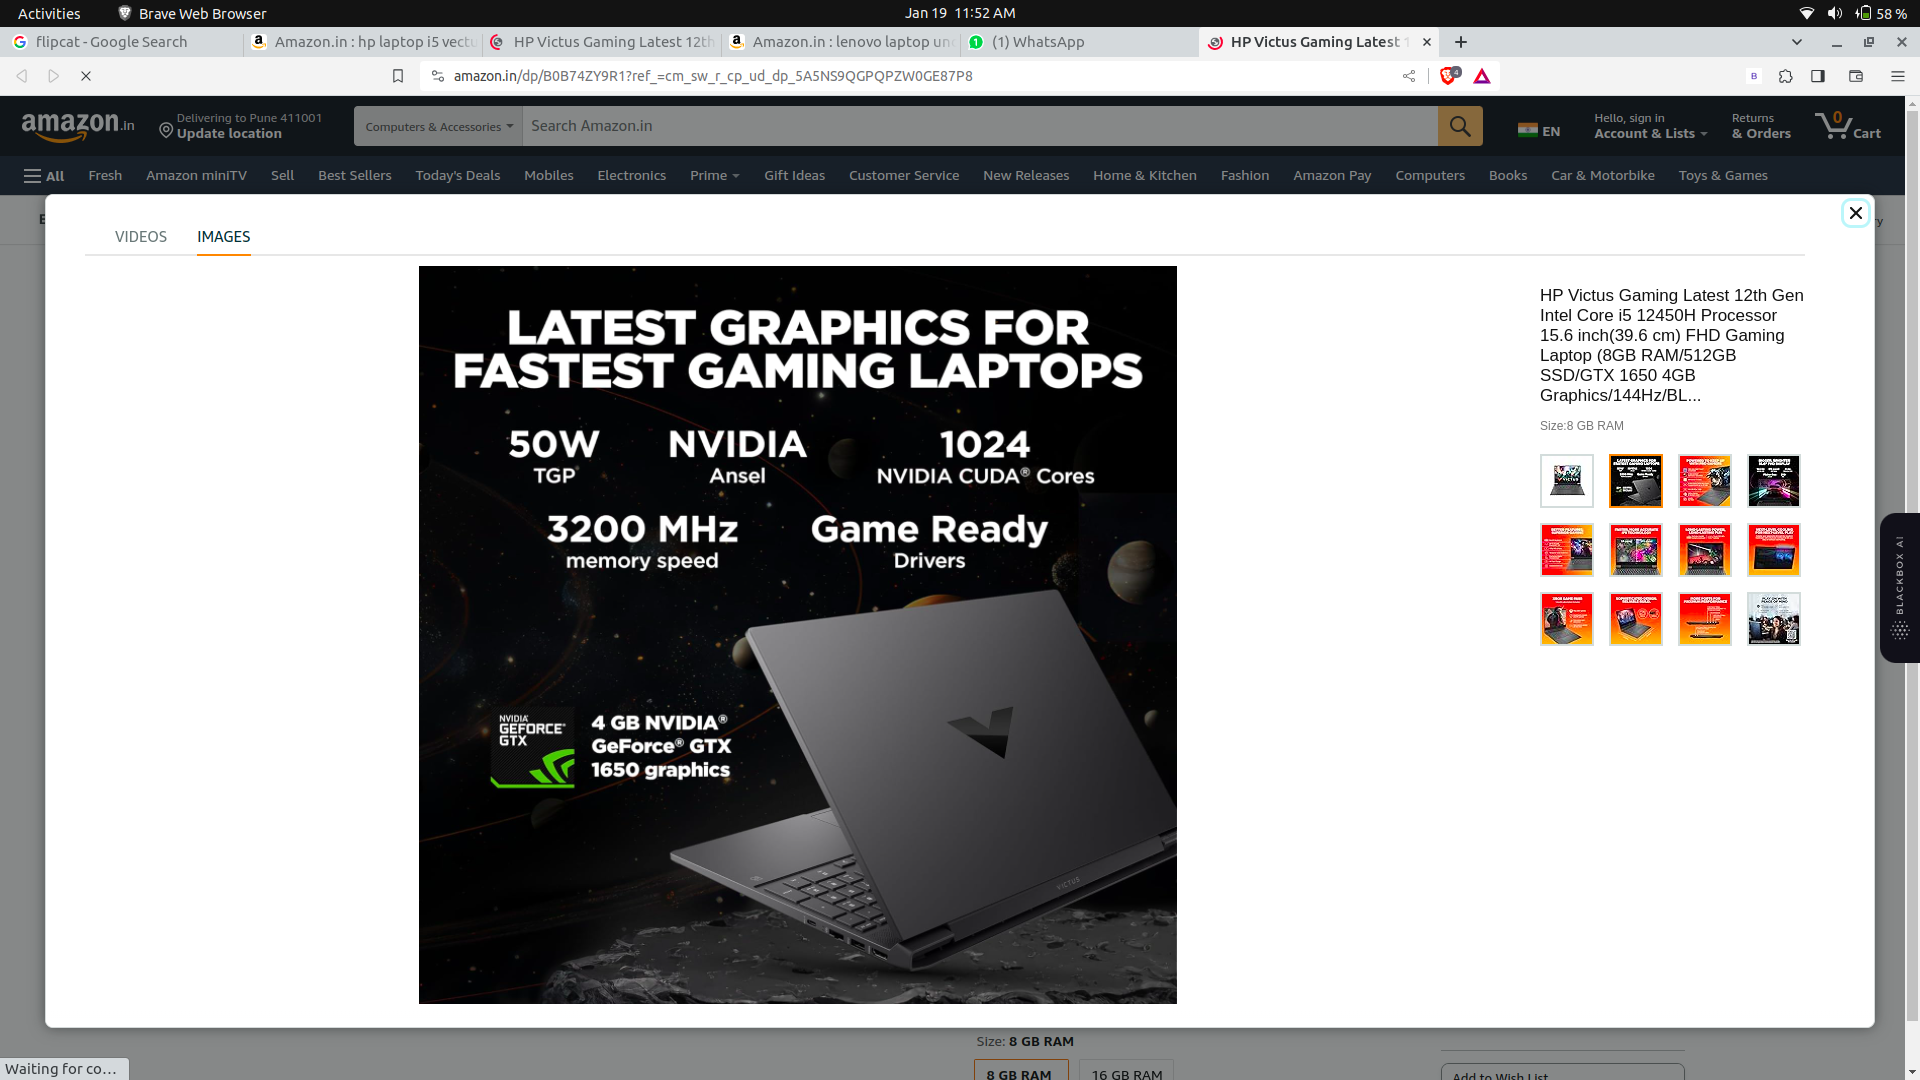 Activities
Brave Web Browser
Jan 19 11:52 AM
58 %
flipcat - Google Search
Amazon.in : hp laptop i5 vectu
HP Victus Gaming Latest 12th
Amazon.in : lenovo laptop un
(1) WhatsApp
HP Victus Gaming Latest 1
amazon.in/dp/B0B74ZY9R1?ref_=cm_sw_r_cp_ud_dp_5A5NS9QGPQPZW0GE87P8
4
B
amazon.in
Delivering to Pune 411001
Update location
Computers & Accessories
Search Amazon.in
EN
Hello, sign in
Account & Lists
Returns
& Orders
0
Cart
All
Fresh
Amazon miniTV
Sell
Best Sellers
Today's Deals
Mobiles
Electronics
Prime
Gift Ideas
Customer Service
New Releases
Home & Kitchen
Fashion
Amazon Pay
Computers
Books
Car & Motorbike
Toys & Games
VIDEOS
IMAGES
LATEST GRAPHICS FOR
FASTEST GAMING LAPTOPS
50W
TGP
NVIDIA
Ansel
1024
NVIDIA CUDA® Cores
3200 MHz
memory speed
Game Ready
Drivers
NVIDIA
GEFORCE
GTX
4 GB NVIDIA®
GeForce® GTX
1650 graphics
VICTUS
HP Victus Gaming Latest 12th Gen
Intel Core i5 12450H Processor
15.6 inch(39.6 cm) FHD Gaming
Laptop (8GB RAM/512GB
SSD/GTX 1650 4GB
Graphics/144Hz/BL...
Size:8 GB RAM
BLACKBOX AI
Size: 8 GB RAM
8 GB RAM
16 GB RAM
Add to Wish List
Waiting for co…